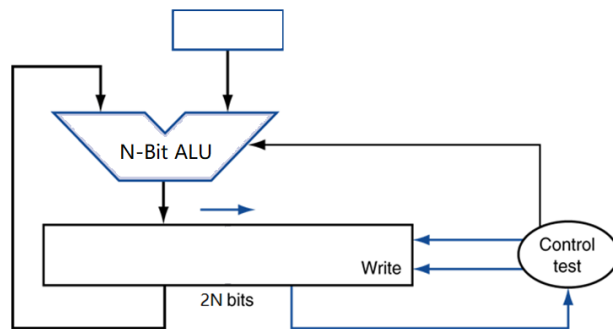 N-Bit ALU
Control
test
Write
2N bits